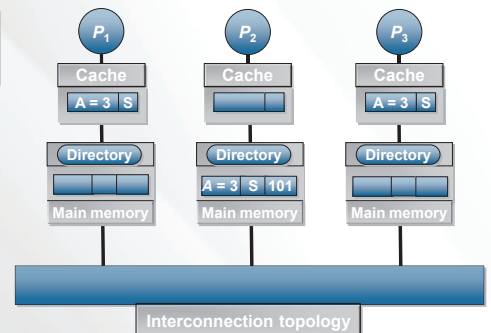 P1 P2 P3
Cache Cache Cache
A = 3 S A = 3 S
Directory Directory Directory
A = 3 S 101
Main memory Main memory Main memory
Interconnection topology